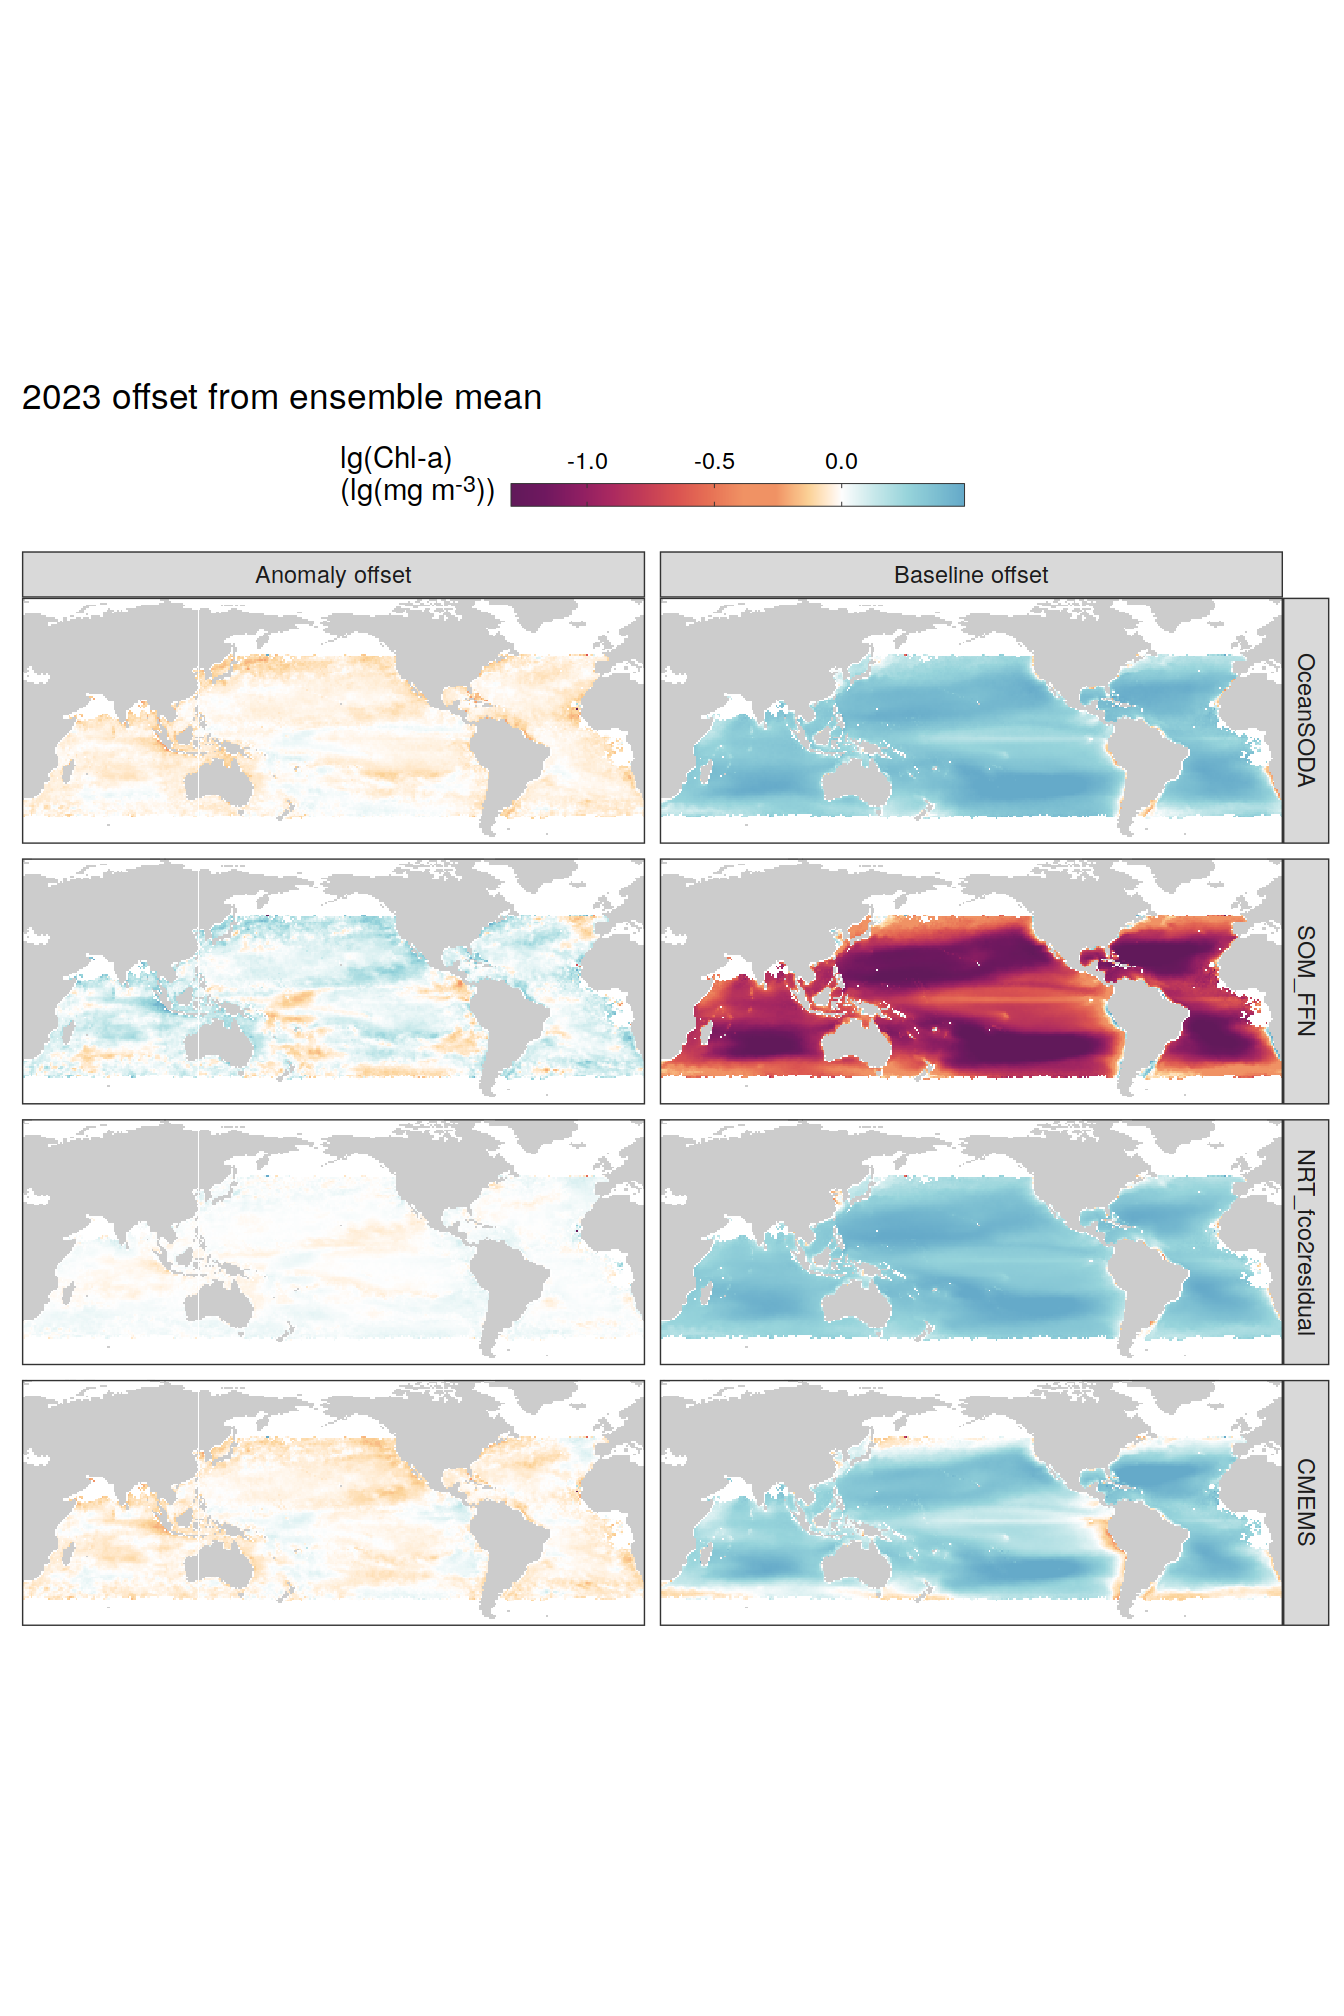 2023 offset from ensemble mean
lg(Chl-a)
(lg(mg m-3))
-1.0 -0.5 0.0
Anomaly offset
Baseline offset
OceanSODA
SOM_FFN
NRT_fco2residual
CMEMS